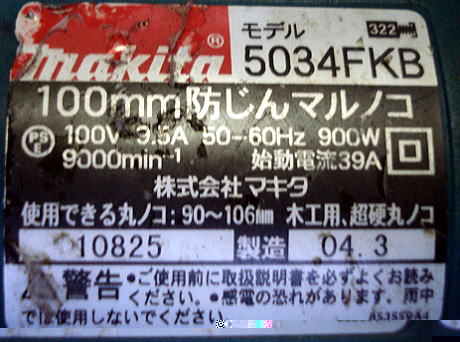 makita® モデル 322
5034FKB
100mm防じんマルノコ
PSE 100V 9.5A 50-60Hz 900W
9000min⁻¹ 始動電流39A
株式会社マキタ
使用できる丸ノコ:90〜106mm 木工用、超硬丸ノコ
10825 製造 04.3
警告 •ご使用前に取扱説明書を必ずよくお読み
ください。•感電の恐れがあります。雨中
では使用しないでください